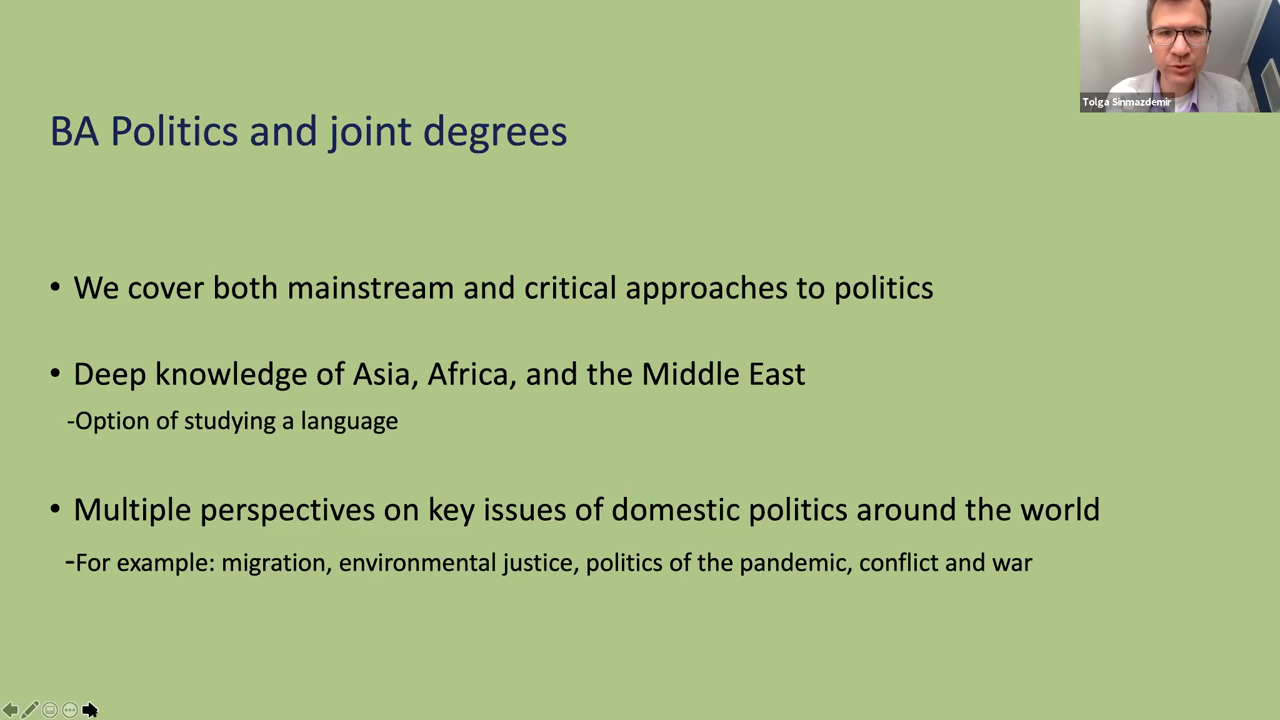 Tolga Sinmazdemir
BA Politics and joint degrees
• We cover both mainstream and critical approaches to politics
• Deep knowledge of Asia, Africa, and the Middle East
-Option of studying a language
• Multiple perspectives on key issues of domestic politics around the world
-For example: migration, environmental justice, politics of the pandemic, conflict and war